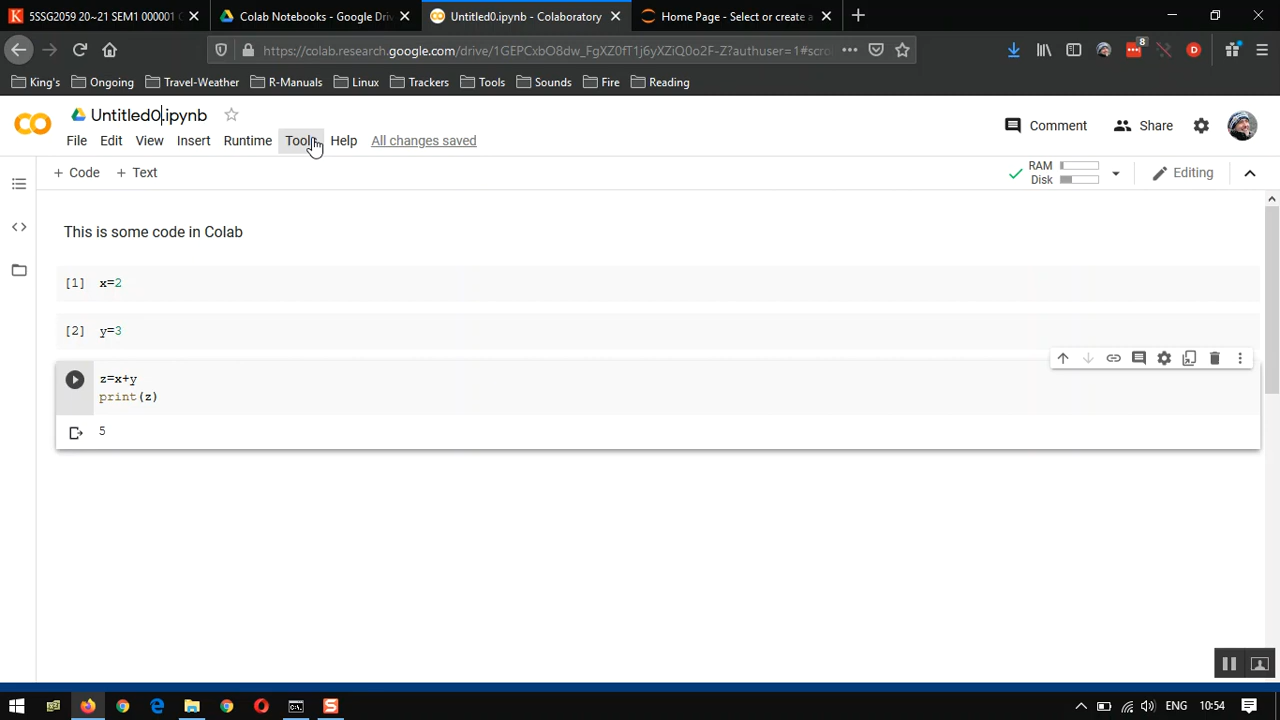 5SSG2059 20~21 SEM1 000001
Colab Notebooks - Google Driv
Untitled0.ipynb - Colaboratory
Home Page - Select or create a
https://colab.research.google.com/drive/1GEPCxbO8dw_FgXZ0fT1j6yXZiQ0o2F-Z?authuser=1#scro
8
D
King's
Ongoing
Travel-Weather
R-Manuals
Linux
Trackers
Tools
Sounds
Fire
Reading
Untitled0.ipynb
Comment
Share
File
Edit
View
Insert
Runtime
Tools
Help
All changes saved
+ Code
+ Text
RAM
Disk
Editing
This is some code in Colab
[1] x=2
[2] y=3
z=x+y
print(z)
5
ENG
10:54